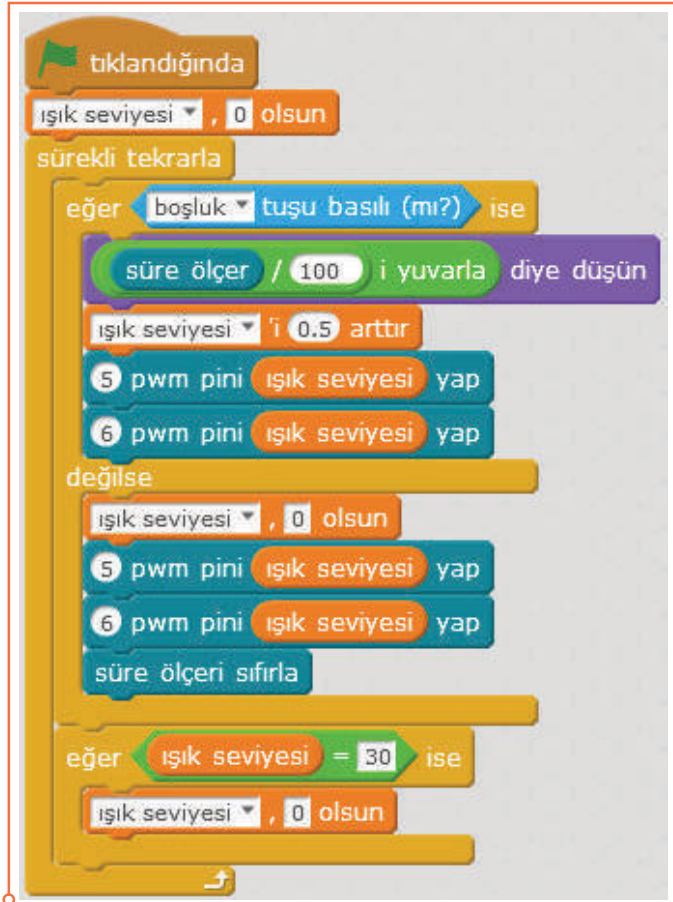 tıklandığında
ışık seviyesi , 0 olsun
sürekli tekrarla
eğer boşluk tuşu basılı (mı?) ise
süre ölçer / 100 i yuvarla diye düşün
ışık seviyesi 'i 0.5 arttır
5 pwm pini ışık seviyesi yap
6 pwm pini ışık seviyesi yap
değilse
ışık seviyesi , 0 olsun
5 pwm pini ışık seviyesi yap
6 pwm pini ışık seviyesi yap
süre ölçeri sıfırla
eğer ışık seviyesi = 30 ise
ışık seviyesi , 0 olsun